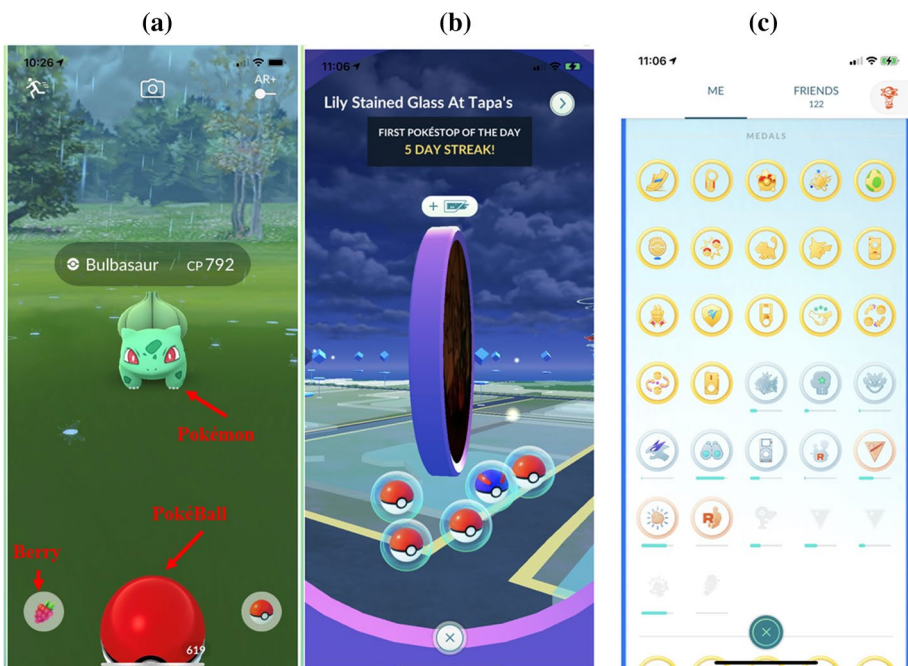 (a)
10:26
AR+
Bulbasaur / CP 792
Pokémon
PokéBall
Berry
619
(b)
11:06
Lily Stained Glass At Tapa's
FIRST POKÉSTOP OF THE DAY
5 DAY STREAK!
+
(c)
11:06
ME
FRIENDS
122
MEDALS
R
R